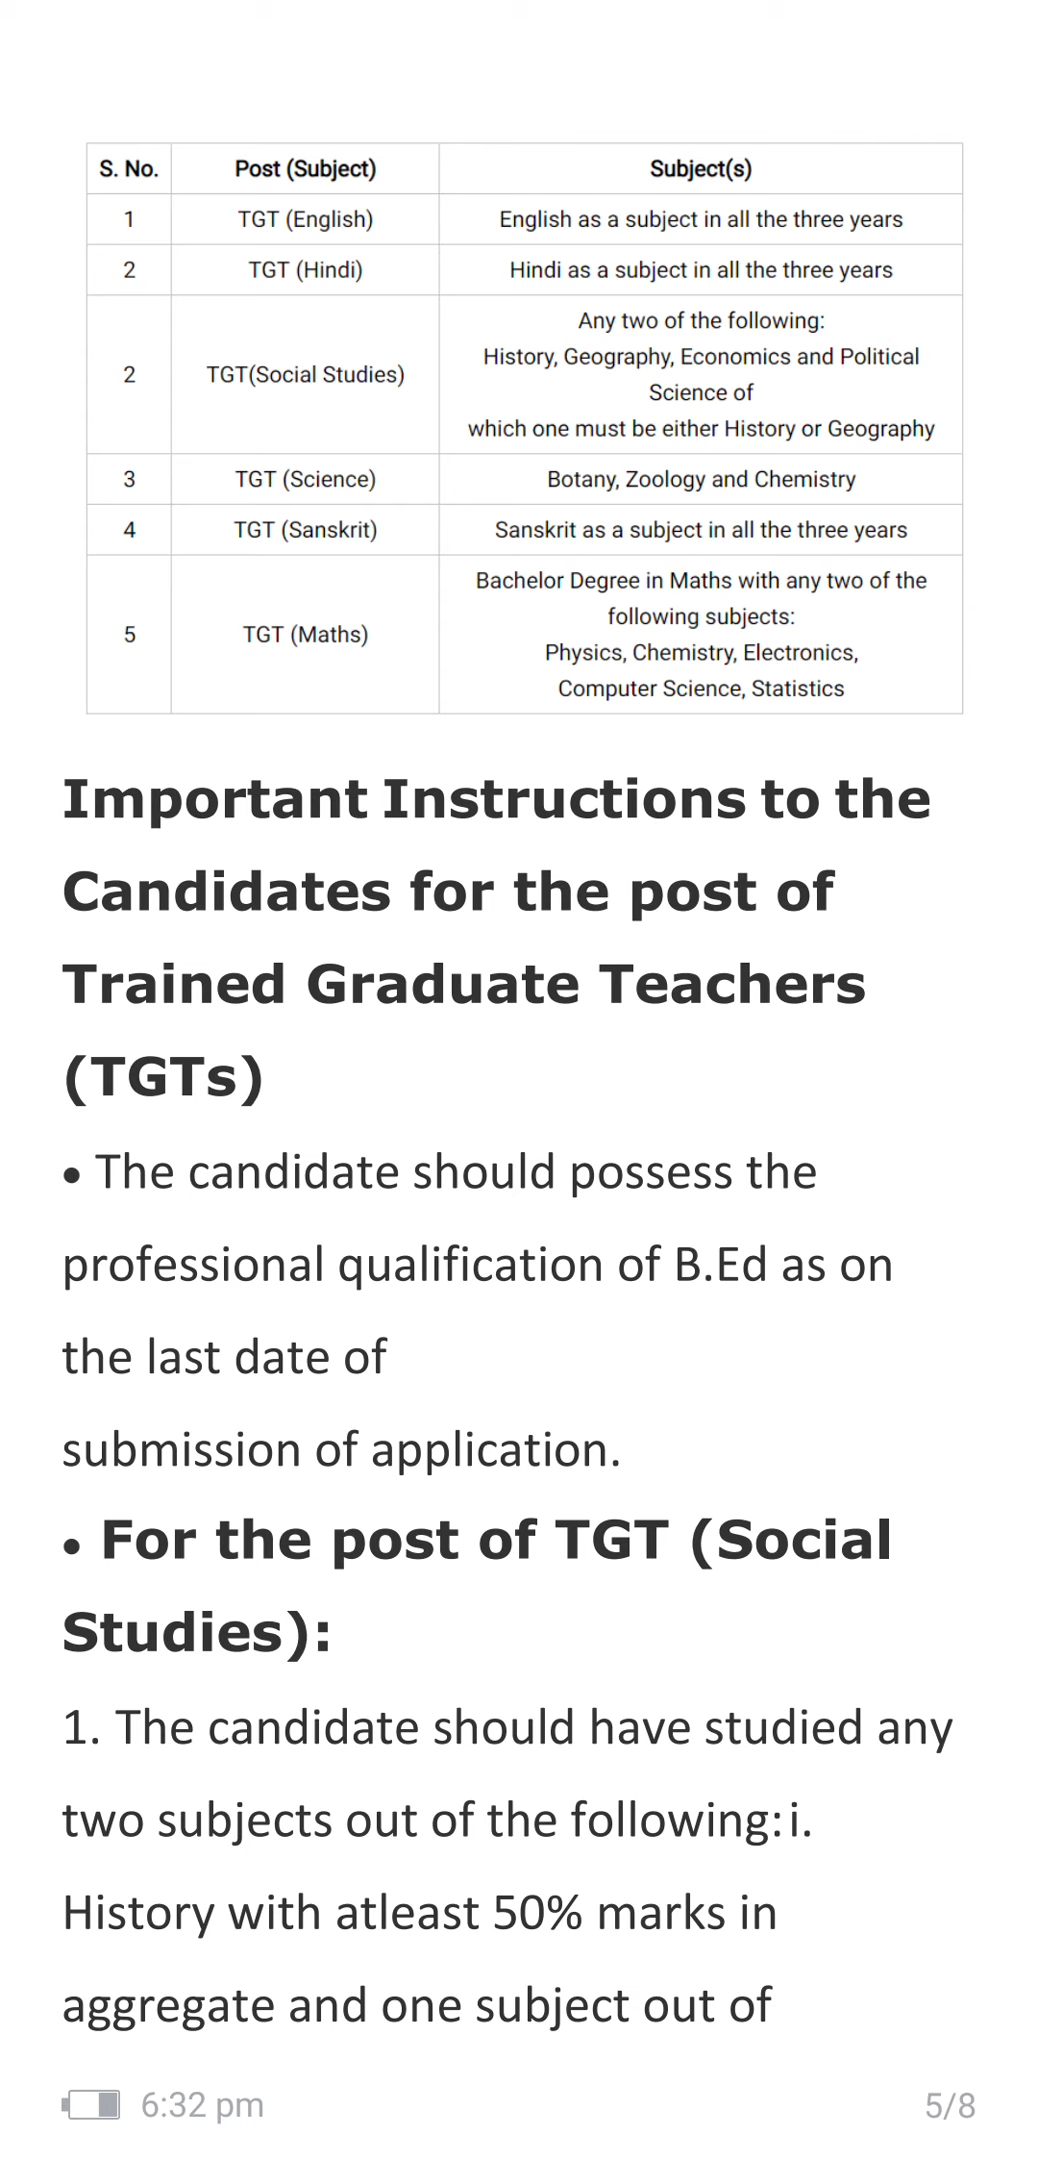 S. No. Post (Subject) Subject(s)
1 TGT (English) English as a subject in all the three years
2 TGT (Hindi) Hindi as a subject in all the three years
2 TGT(Social Studies) Any two of the following:
History, Geography, Economics and Political
Science of
which one must be either History or Geography
3 TGT (Science) Botany, Zoology and Chemistry
4 TGT (Sanskrit) Sanskrit as a subject in all the three years
5 TGT (Maths) Bachelor Degree in Maths with any two of the
following subjects:
Physics, Chemistry, Electronics,
Computer Science, Statistics
Important Instructions to the
Candidates for the post of
Trained Graduate Teachers
(TGTs)
• The candidate should possess the
professional qualification of B.Ed as on
the last date of
submission of application.
• For the post of TGT (Social
Studies):
1. The candidate should have studied any
two subjects out of the following:i.
History with atleast 50% marks in
aggregate and one subject out of
6:32 pm 5/8